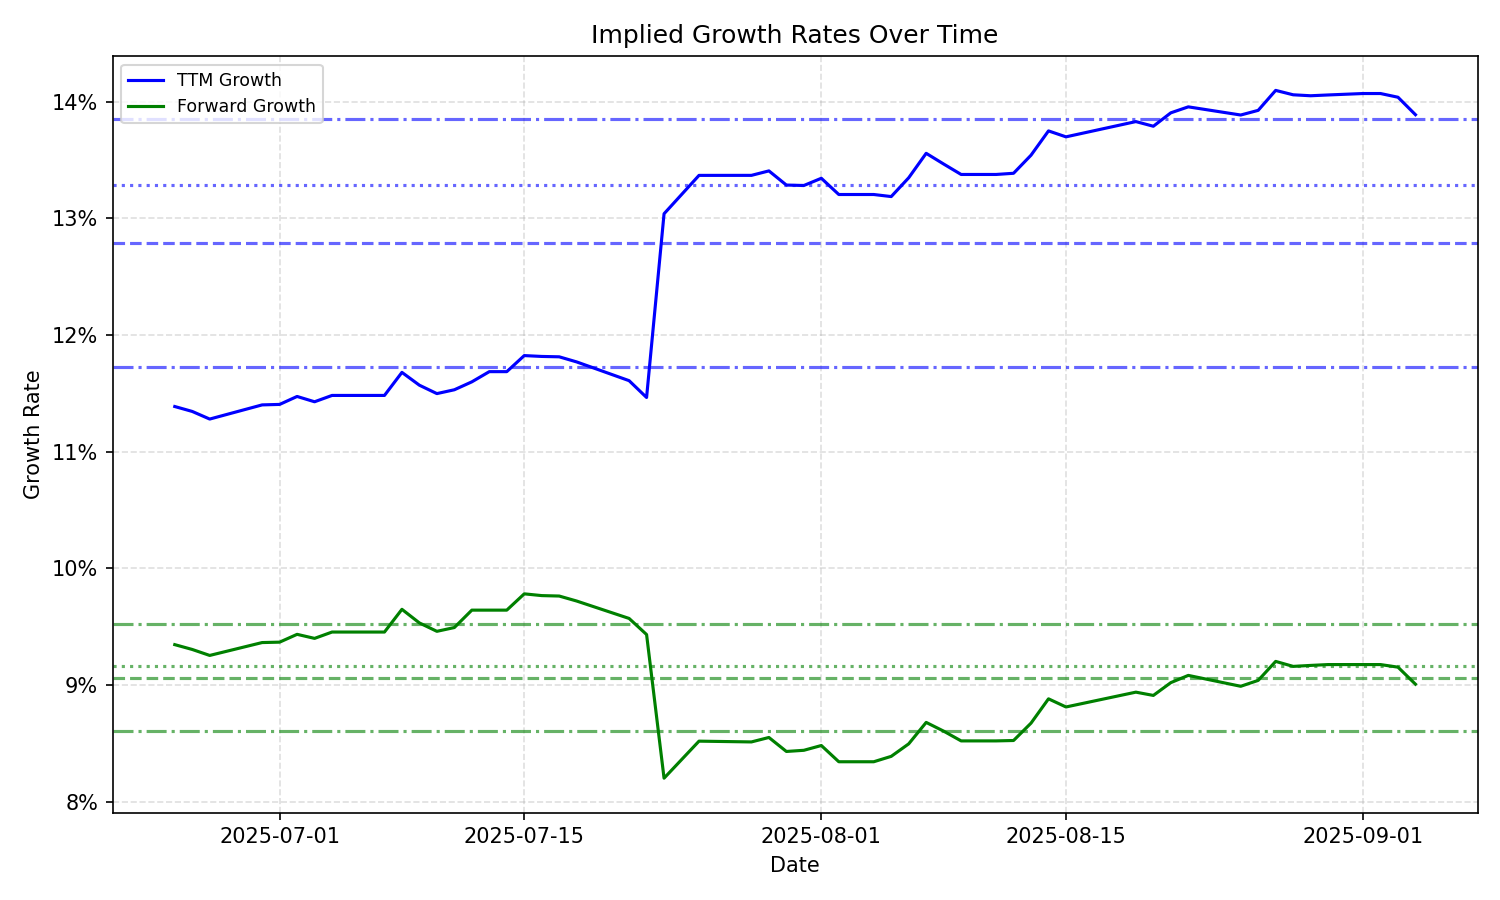 Implied Growth Rates Over Time
TTM Growth
Forward Growth
14%
13%
12%
11%
10%
9%
8%
Growth Rate
2025-07-01
2025-07-15
2025-08-01
2025-08-15
2025-09-01
Date